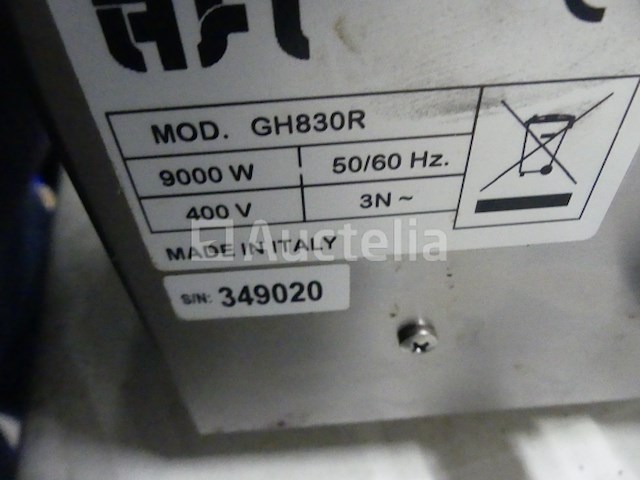 MOD. GH830R
9000 W 50/60 Hz.
400 V 3N ~
MADE IN ITALY
Auctelia
S/N: 349020